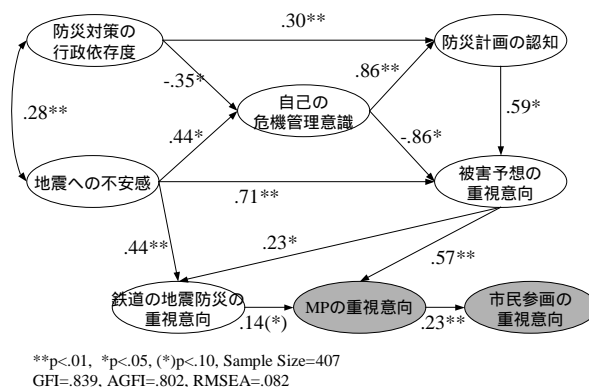 防災対策の
行政依存度
.30**
防災計画の認知
-.35*
.86**
.28**
自己の
危機管理意識
.59*
.44*
-.86*
地震への不安感
.71**
被害予想の
重視意向
.44**
.23*
.57**
鉄道の地震防災の
重視意向
.14(*)
MPの重視意向
.23**
市民参画の
重視意向
**p<.01, *p<.05, (*)p<.10, Sample Size=407
GFI=.839, AGFI=.802, RMSEA=.082